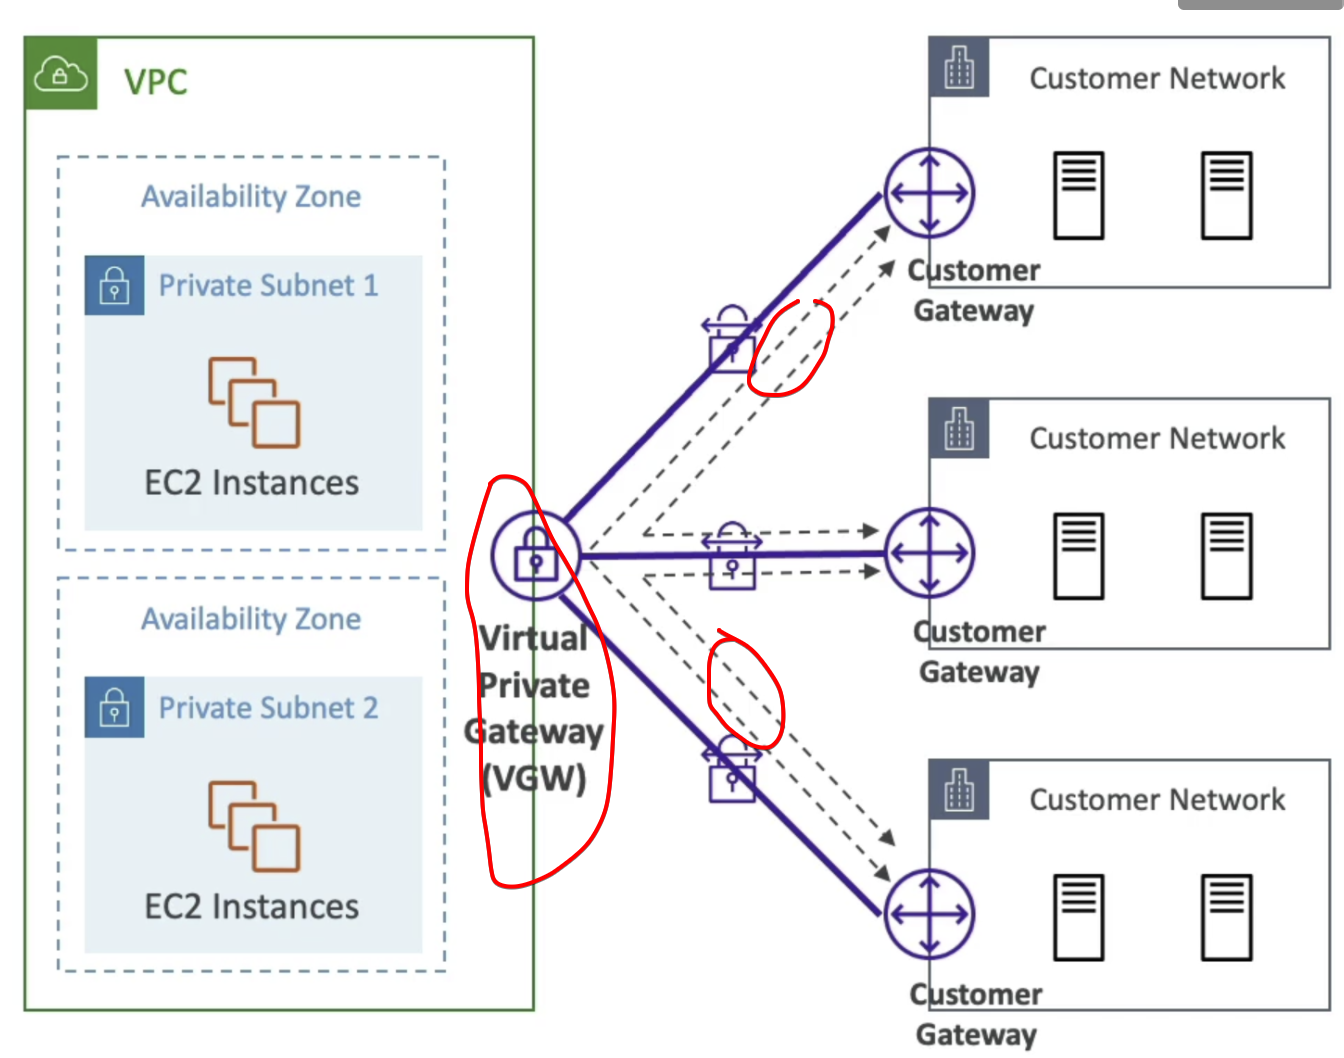 VPC
Availability Zone
Private Subnet 1
EC2 Instances
Availability Zone
Private Subnet 2
EC2 Instances
Virtual
Private
Gateway
(VGW)
Customer Network
Customer
Gateway
Customer Network
Customer
Gateway
Customer Network
Customer
Gateway